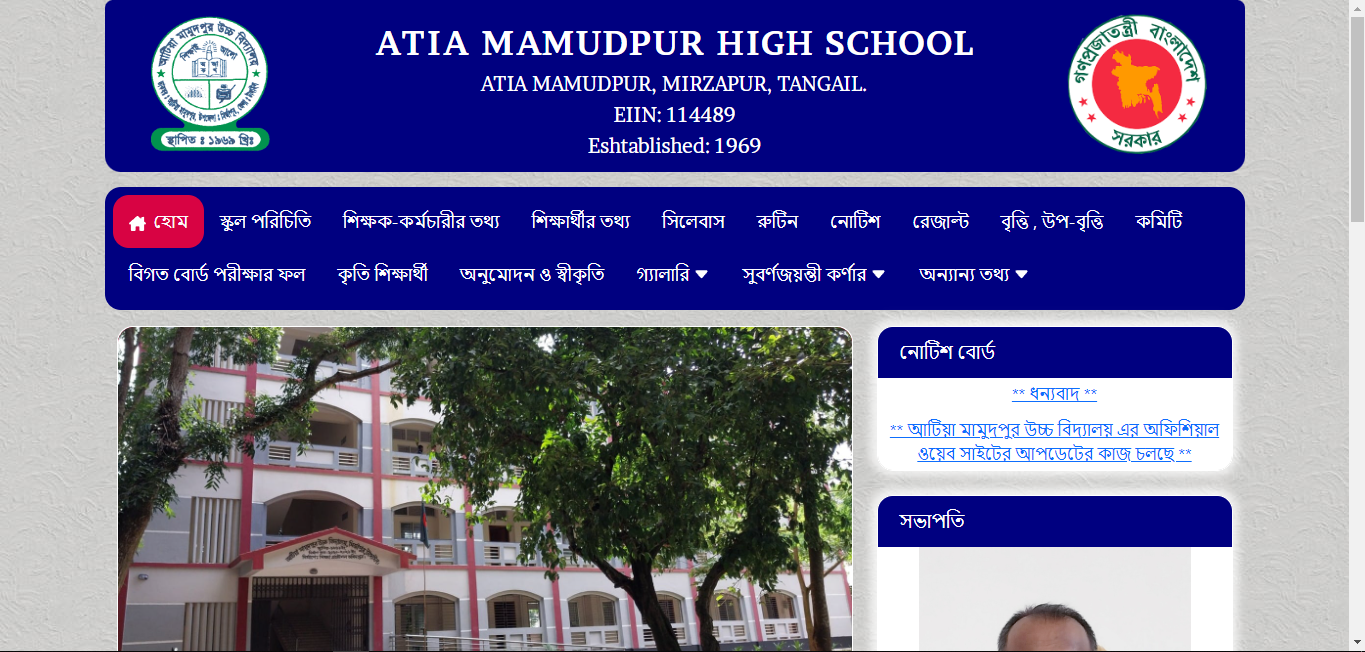 ATIA MAMUDPUR HIGH SCHOOL
ATIA MAMUDPUR, MIRZAPUR, TANGAIL.
EIIN: 114489
Eshtablished: 1969
আটিয়া মামুদপুর উচ্চ বিদ্যালয়
শিক্ষাই আলো
স্থাপিত ঃ ১৯৬৯ খ্রিঃ
গণপ্রজাতন্ত্রী বাংলাদেশ
সরকার
হোম স্কুল পরিচিতি শিক্ষক-কর্মচারীর তথ্য শিক্ষার্থীর তথ্য সিলেবাস রুটিন নোটিশ রেজাল্ট বৃত্তি , উপ-বৃত্তি কমিটি
বিগত বোর্ড পরীক্ষার ফল কৃতি শিক্ষার্থী অনুমোদন ও স্বীকৃতি গ্যালারি সুবর্ণজয়ন্তী কর্ণার অন্যান্য তথ্য
নোটিশ বোর্ড
** ধন্যবাদ **
** আটিয়া মামুদপুর উচ্চ বিদ্যালয় এর অফিশিয়াল
ওয়েব সাইটের আপডেটের কাজ চলছে **
সভাপতি